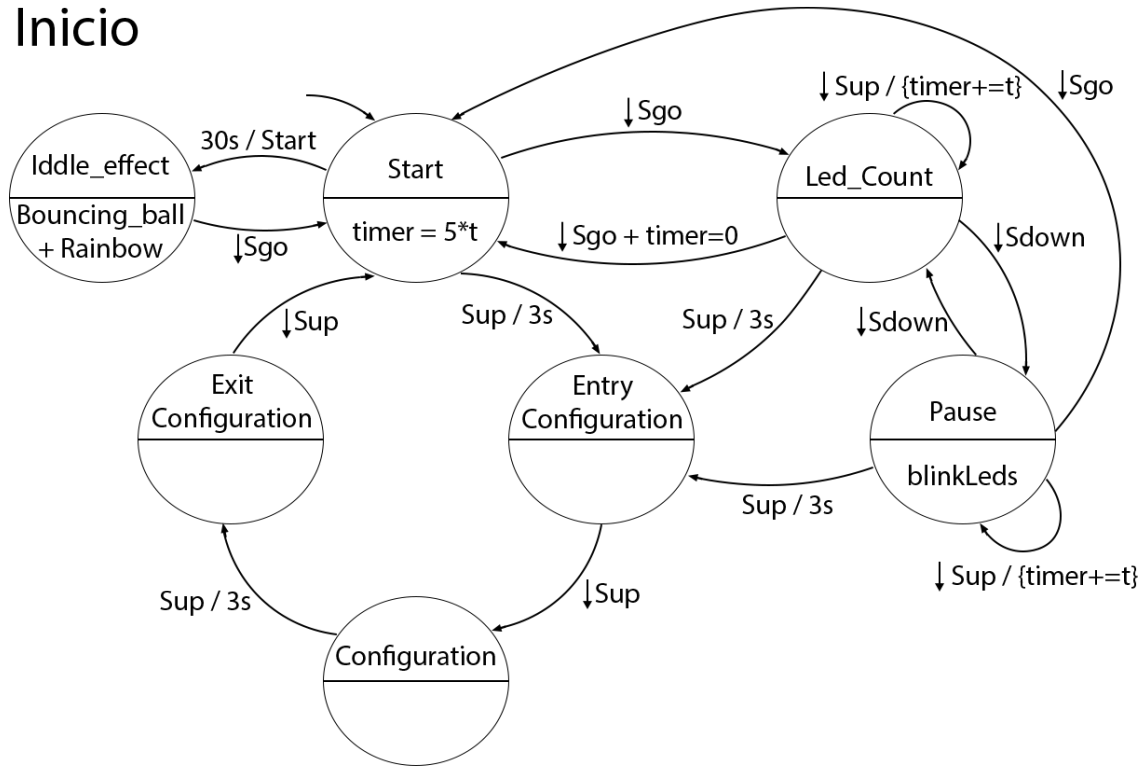 Inicio
↓Sup / {timer+=t}
↓Sgo
↓Sgo
30s / Start
Iddle_effect
Start
Led_Count
Bouncing_ball
+ Rainbow
timer = 5*t
↓Sgo + timer=0
↓Sdown
↓Sgo
↓Sup
Sup / 3s
Sup / 3s
↓Sdown
Exit
Configuration
Entry
Configuration
Pause
blinkLeds
Sup / 3s
↓Sup / {timer+=t}
Sup / 3s
↓Sup
Configuration